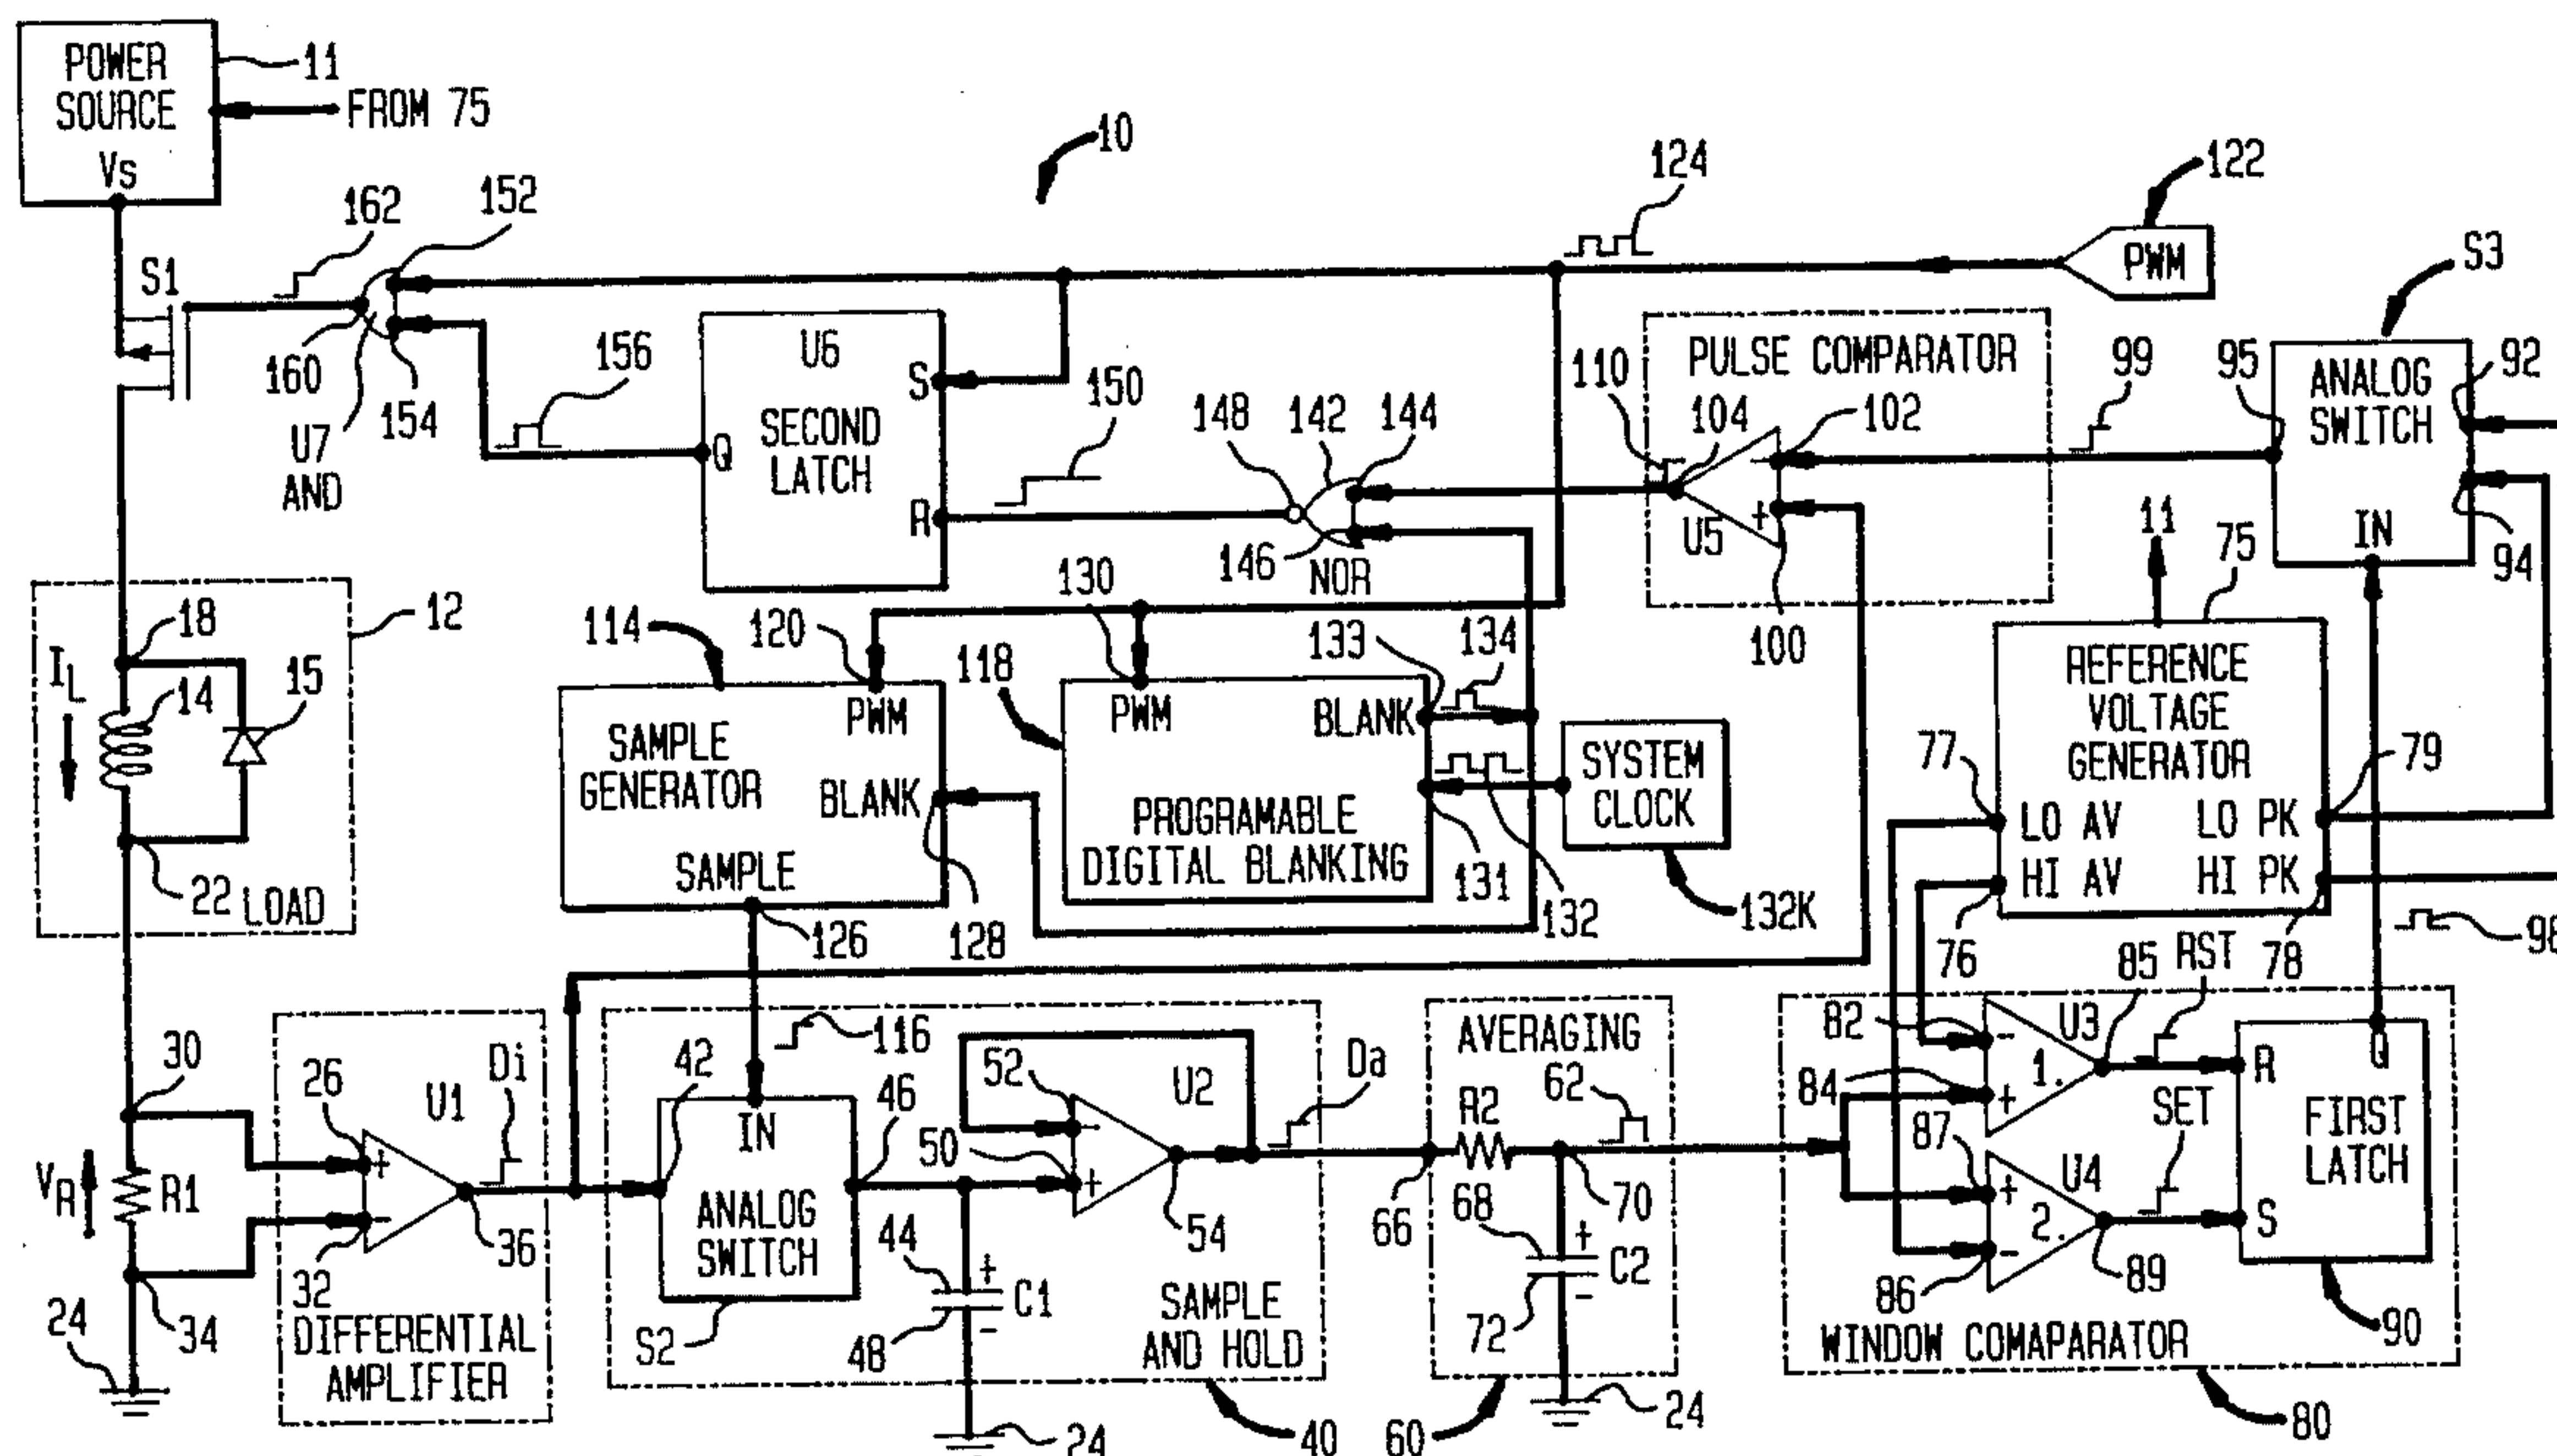 POWER
SOURCE
Vs
11
FROM 75
10
124
122
PWM
S3
162
152
S1
160
U7
AND
154
156
U6
S
SECOND
LATCH
Q
R
150
148
142
144
146
NOR
110
PULSE COMPARATOR
104
102
U5
100
99
95
ANALOG
SWITCH
IN
92
94
11
75
REFERENCE
VOLTAGE
GENERATOR
77
LO AV
HI AV
76
LO PK
HI PK
79
78
98
12
18
IL
14
15
22
LOAD
114
120
PWM
SAMPLE
GENERATOR
BLANK
SAMPLE
126
128
118
130
PWM
BLANK
PROGRAMABLE
DIGITAL BLANKING
133
134
SYSTEM
CLOCK
131
132
132K
30
VR
R1
34
24
26
U1
Di
32
36
DIFFERENTIAL
AMPLIFIER
42
116
IN
ANALOG
SWITCH
S2
46
44
48
C1
+
-
24
52
50
U2
-
+
54
Da
SAMPLE
AND HOLD
40
AVERAGING
62
R2
66
68
70
72
C2
+
-
24
60
82
84
87
86
U3
1.
-
+
85
RST
SET
U4
2.
+
-
89
Q
R
FIRST
LATCH
S
90
WINDOW COMAPARATOR
80